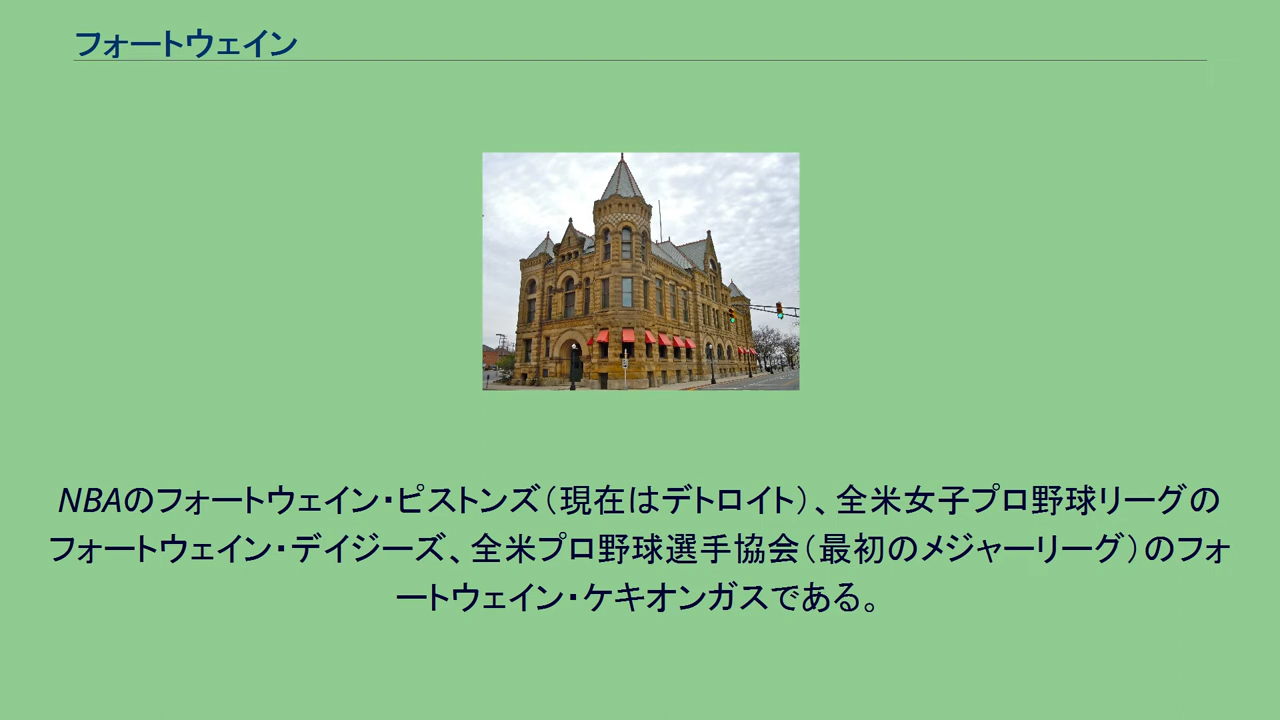 フォートウェイン
NBAのフォートウェイン・ピストンズ（現在はデトロイト）、全米女子プロ野球リーグの
フォートウェイン・デイジーズ、全米プロ野球選手協会（最初のメジャーリーグ）のフォ
ートウェイン・ケキオンガスである。